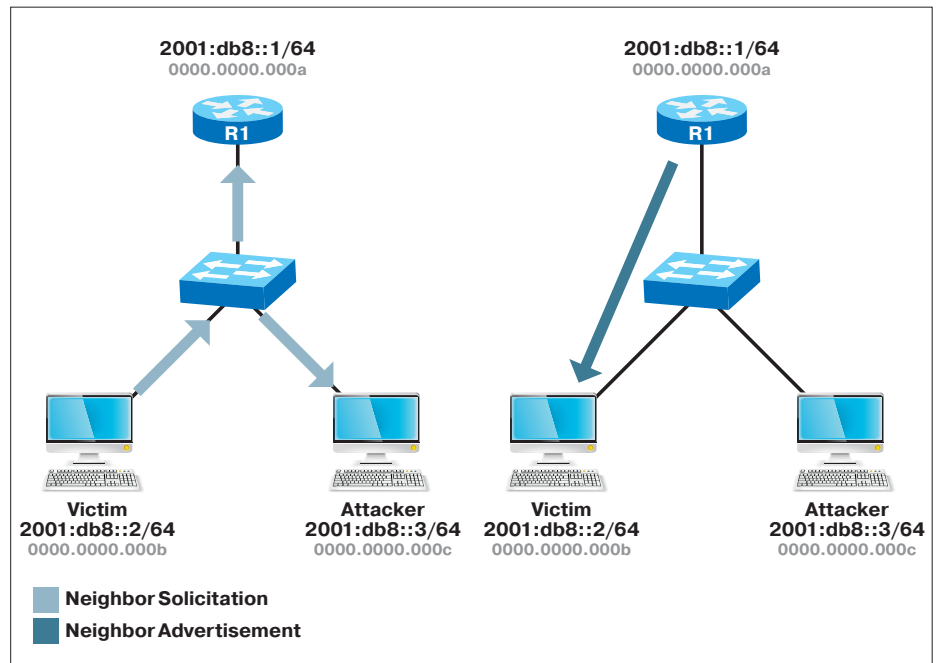 2001:db8::1/64
0000.0000.000a
R1
Victim
2001:db8::2/64
0000.0000.000b
Attacker
2001:db8::3/64
0000.0000.000c
2001:db8::1/64
0000.0000.000a
R1
Victim
2001:db8::2/64
0000.0000.000b
Attacker
2001:db8::3/64
0000.0000.000c
Neighbor Solicitation
Neighbor Advertisement